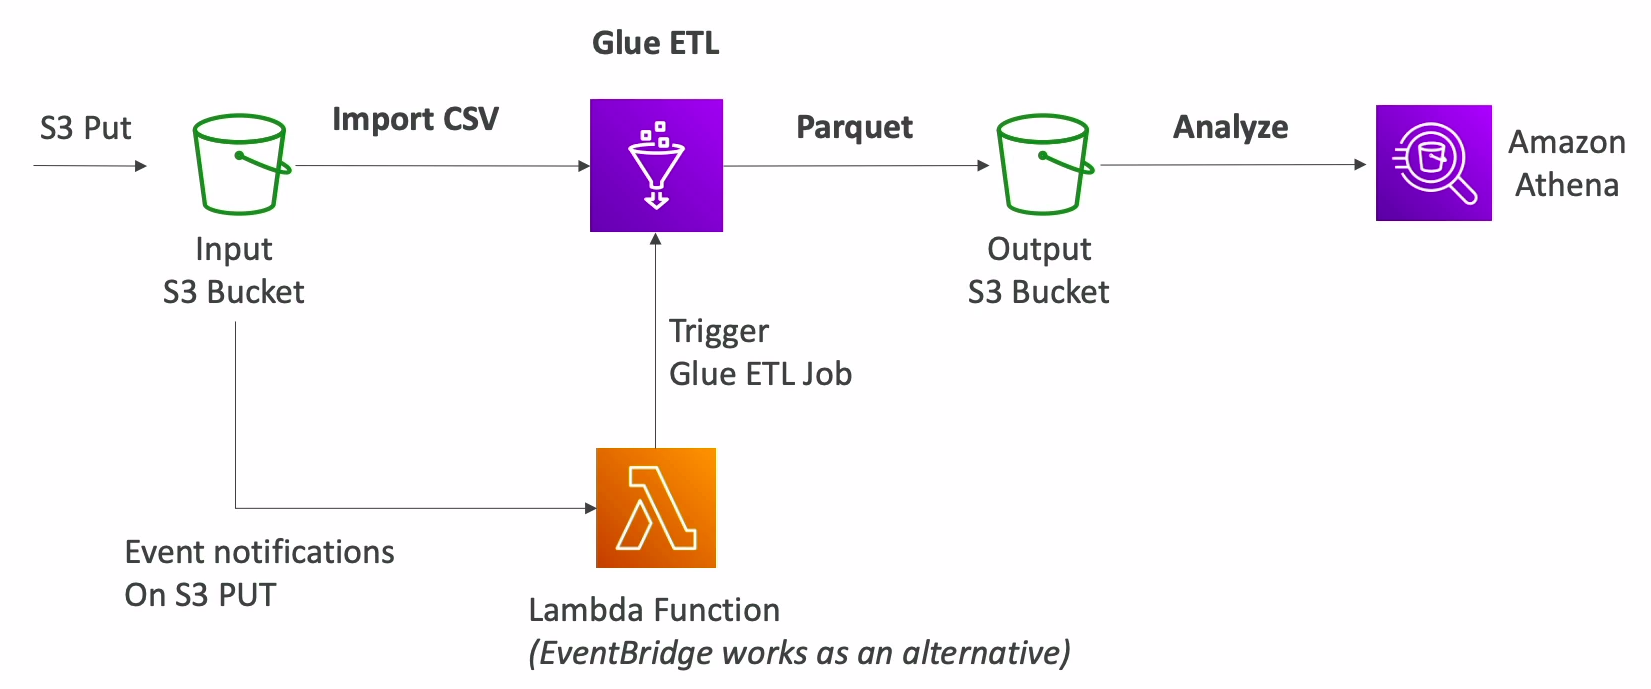 Glue ETL
S3 Put
Import CSV
Parquet
Analyze
Amazon
Athena
Input
S3 Bucket
Output
S3 Bucket
Trigger
Glue ETL Job
Event notifications
On S3 PUT
Lambda Function
(EventBridge works as an alternative)